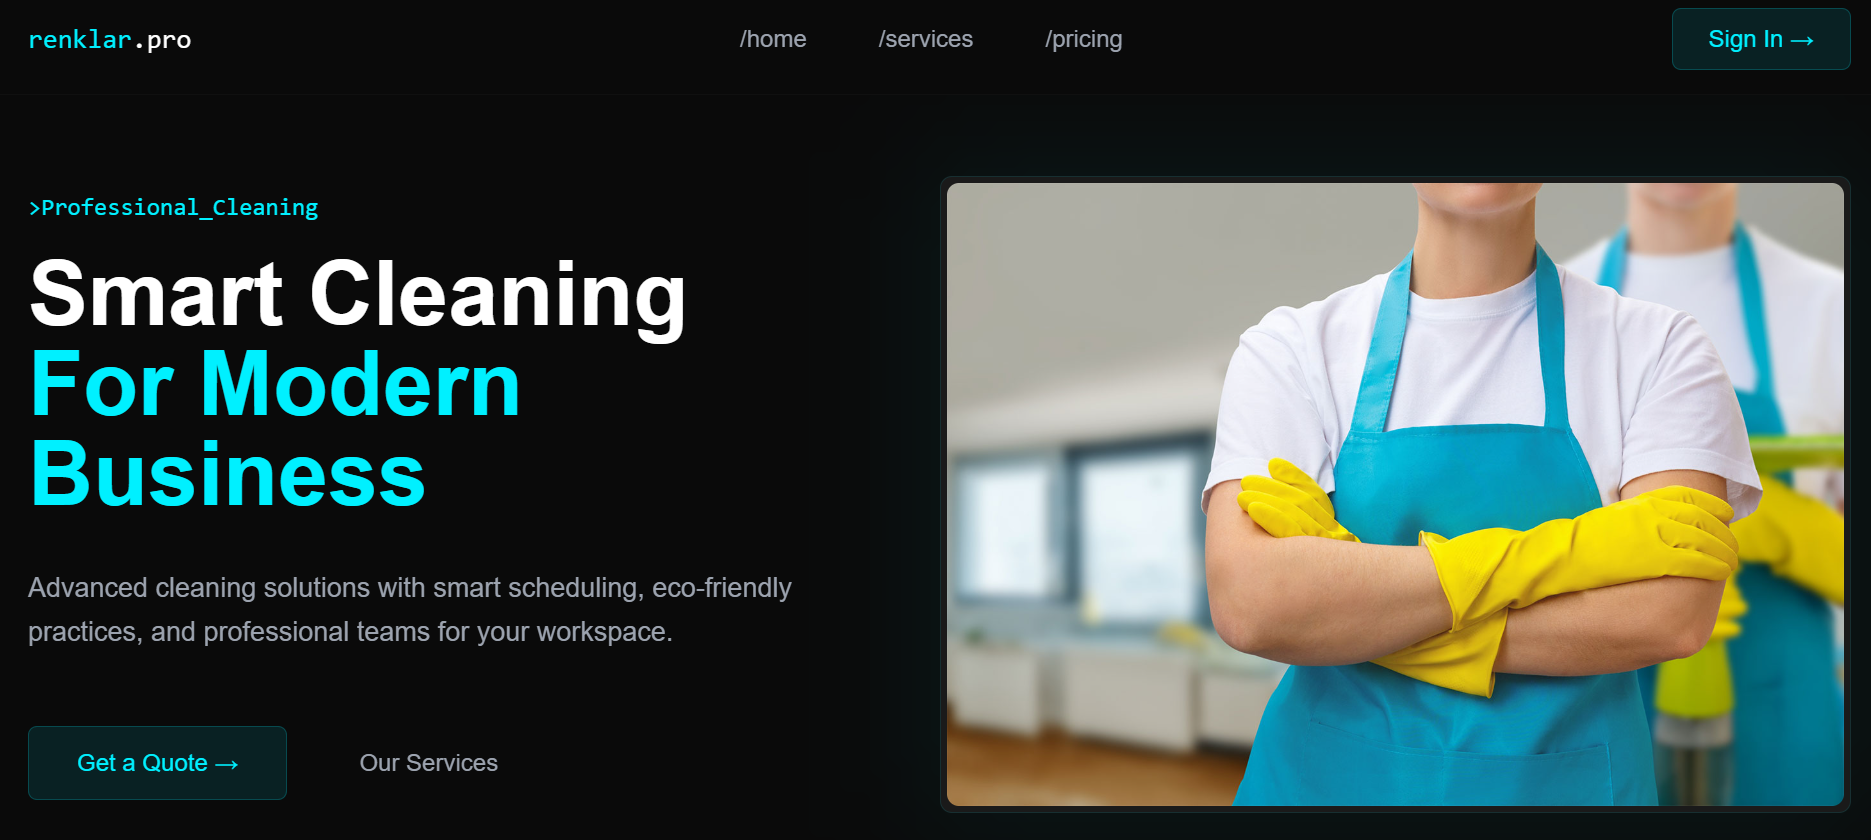 renklar.pro
/home
/services
/pricing
Sign In →
>Professional_Cleaning
Smart Cleaning
For Modern
Business
Advanced cleaning solutions with smart scheduling, eco-friendly
practices, and professional teams for your workspace.
Get a Quote →
Our Services